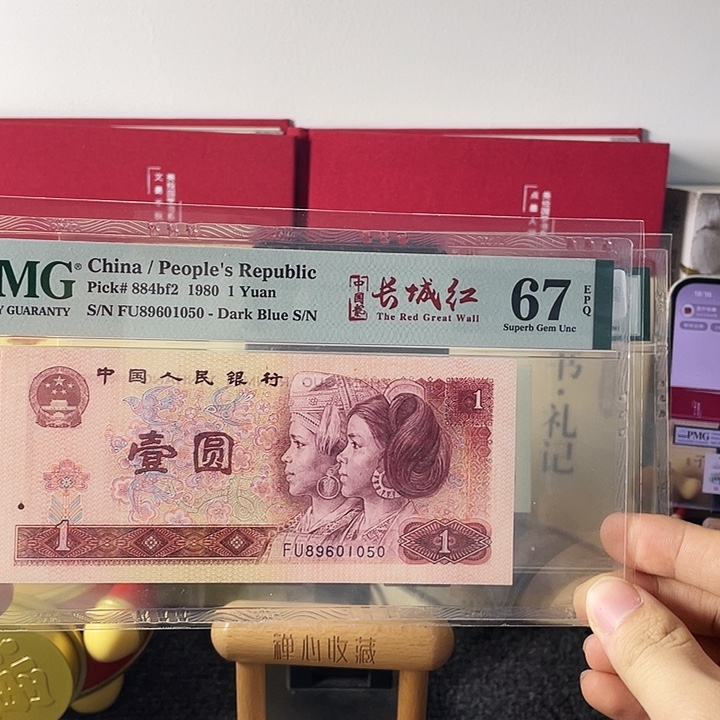 PMG®
Y GUARANTY
China / People's Republic
Pick# 884bf2 1980 1 Yuan
S/N FU89601050 - Dark Blue S/N
中国龙
长城红
The Red Great Wall
67
EPQ
Superb Gem Unc
中国人民银行
1
壹圆
1
FU89601050
1
书·礼记
PMG
禅心收藏